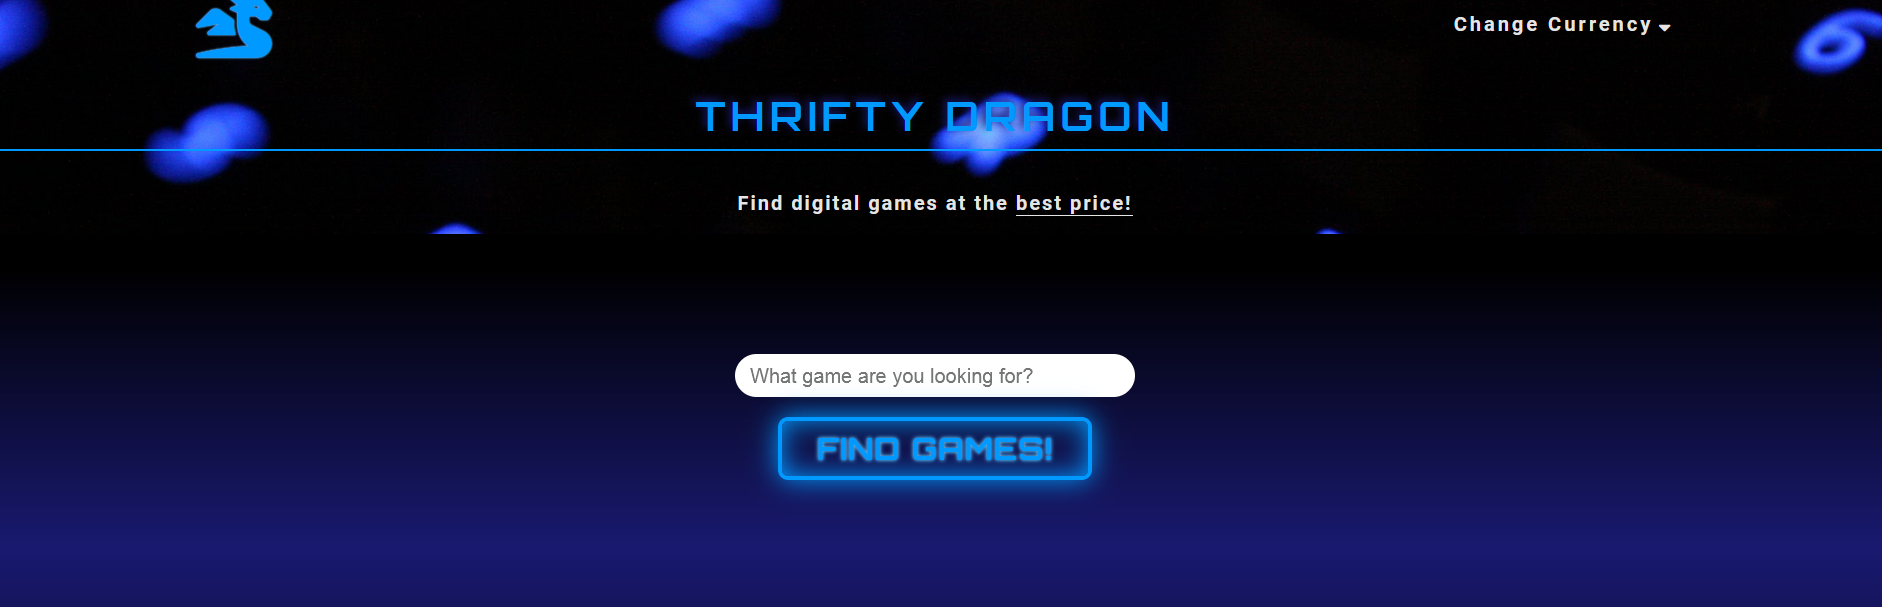 Change Currency
THRIFTY DRAGON
Find digital games at the best price!
What game are you looking for?
FIND GAMES!